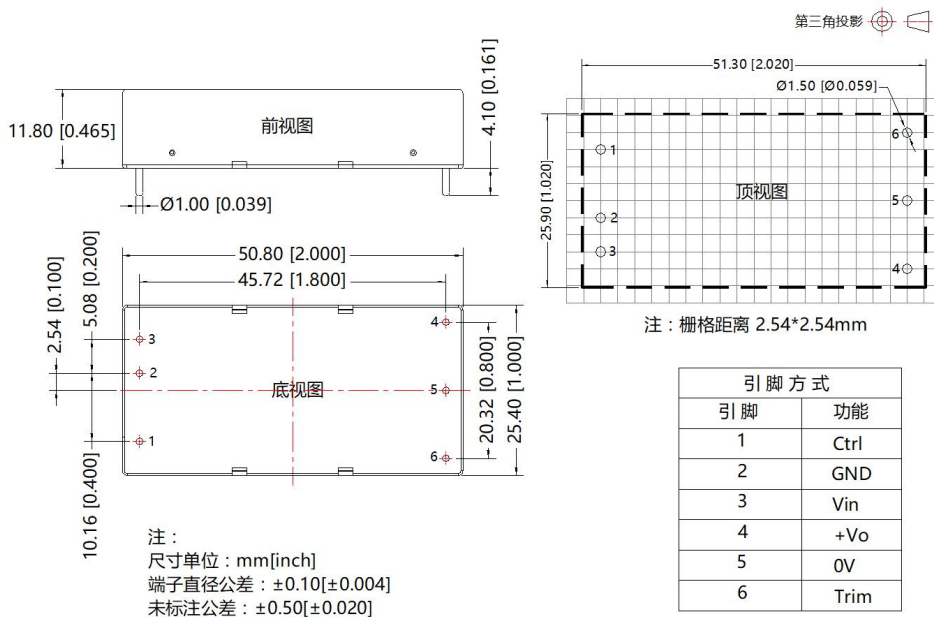 第三角投影
11.80 [0.465]
前视图
4.10 [0.161]
Ø1.00 [0.039]
51.30 [2.020]
Ø1.50 [Ø0.059]
25.90 [1.020]
顶视图
1
2
3
6
5
4
注：栅格距离 2.54*2.54mm
50.80 [2.000]
45.72 [1.800]
2.54 [0.100]
5.08 [0.200]
10.16 [0.400]
3
2
1
底视图
4
5
6
20.32 [0.800]
25.40 [1.000]
注：
尺寸单位：mm[inch]
端子直径公差：±0.10[±0.004]
未标注公差：±0.50[±0.020]
引 脚 方 式
引 脚 功能
1 Ctrl
2 GND
3 Vin
4 +Vo
5 0V
6 Trim